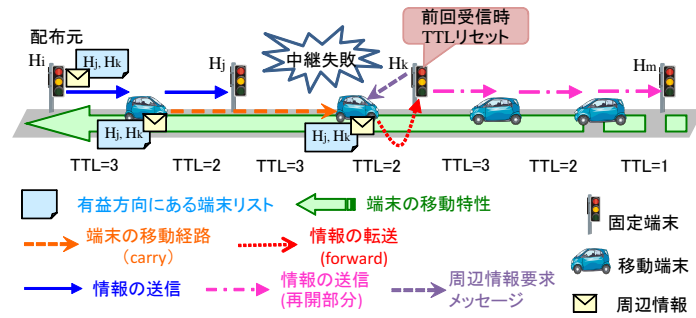 前回受信時
TTLリセット
配布元
Hi
Hj, Hk
Hj
中継失敗
Hk
Hm
Hj, Hk
Hj, Hk
TTL=3
TTL=2
TTL=3
TTL=2
TTL=3
TTL=2
TTL=1
有益方向にある端末リスト
端末の移動特性
固定端末
端末の移動経路
（carry）
情報の転送
(forward)
移動端末
情報の送信
情報の送信
(再開部分)
周辺情報要求
メッセージ
周辺情報